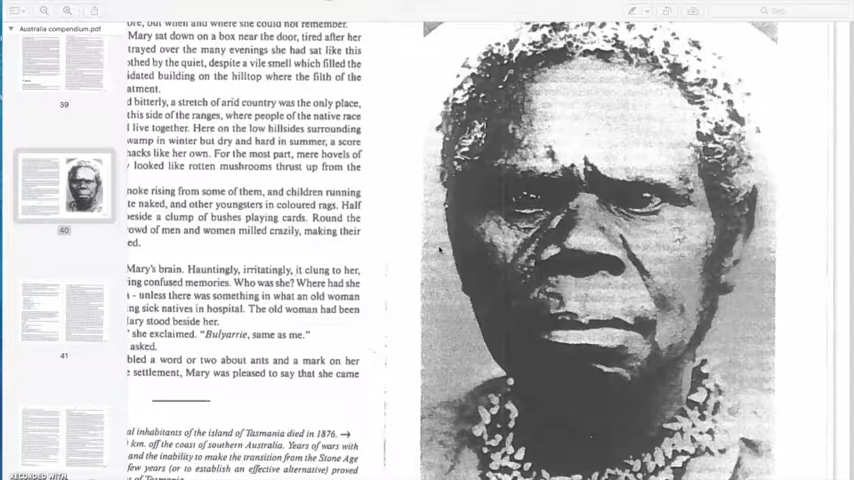 Australia compendium.pdf
39
40
41
RECORDED WITH
ore, but when and where she could not remember.
Mary sat down on a box near the door, tired after her
trayed over the many evenings she had sat like this
othed by the quiet, despite a vile smell which filled the
idated building on the hilltop where the filth of the
atment.
d bitterly, a stretch of arid country was the only place,
this side of the ranges, where people of the native race
l live together. Here on the low hillsides surrounding
wamp in winter but dry and hard in summer, a score
hacks like her own. For the most part, mere hovels of
looked like rotten mushrooms thrust up from the
noke rising from some of them, and children running
te naked, and other youngsters in coloured rags. Half
beside a clump of bushes playing cards. Round the
owd of men and women milled crazily, making their
ed.
Mary's brain. Hauntingly, irritatingly, it clung to her,
ring confused memories. Who was she? Where had she
- unless there was something in what an old woman
ng sick natives in hospital. The old woman had been
lary stood beside her.
" she exclaimed. "Bulyarrie, same as me."
asked.
bled a word or two about ants and a mark on her
settlement, Mary was pleased to say that she came
al inhabitants of the island of Tasmania died in 1876. →
km. off the coast of southern Australia. Years of wars with
and the inability to make the transition from the Stone Age
few years (or to establish an effective alternative) proved
of Tasmania